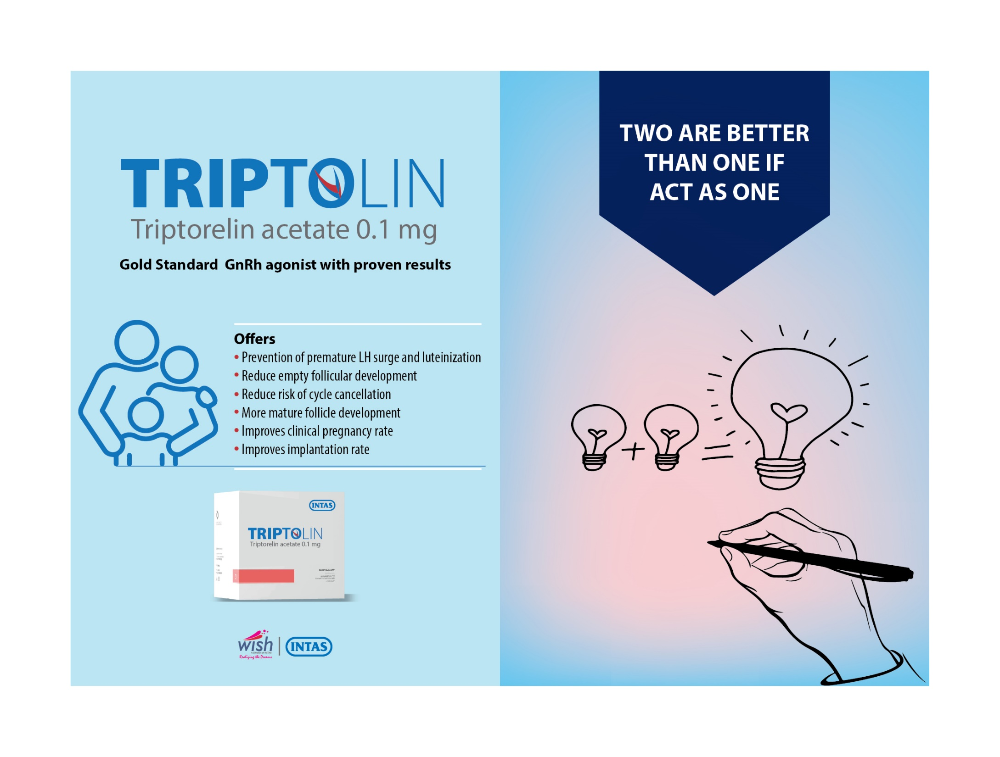 TRIPTOLIN
Triptorelin acetate 0.1 mg
Gold Standard GnRh agonist with proven results
Offers
• Prevention of premature LH surge and luteinization
• Reduce empty follicular development
• Reduce risk of cycle cancellation
• More mature follicle development
• Improves clinical pregnancy rate
• Improves implantation rate
INTAS
TRIPTOLIN
Triptorelin acetate 0.1 mg
wish
A Division of INTAS
Realizing the Dreams
INTAS
TWO ARE BETTER
THAN ONE IF
ACT AS ONE